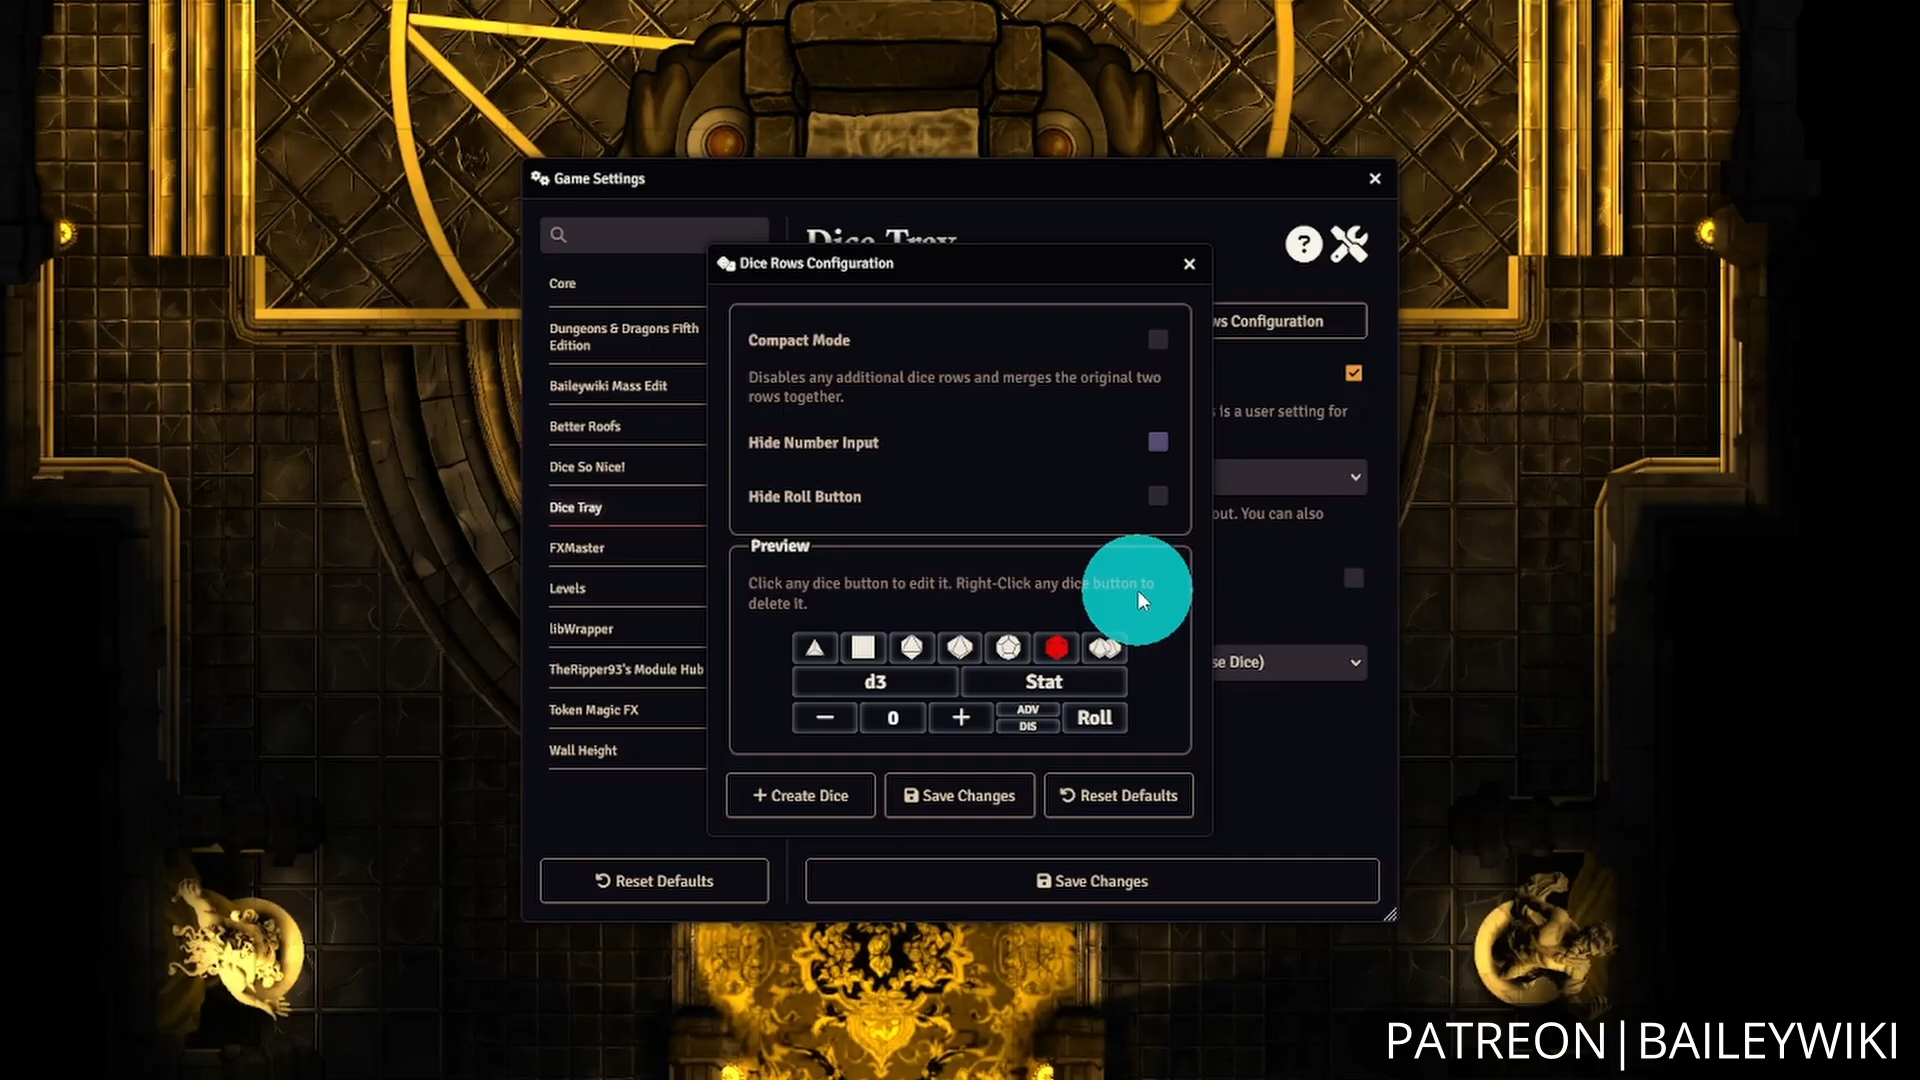 Game Settings
Dice Tray
Core
Dungeons & Dragons Fifth
Edition
Baileywiki Mass Edit
Better Roofs
Dice So Nice!
Dice Tray
FXMaster
Levels
libWrapper
TheRipper93's Module Hub
Token Magic FX
Wall Height
Reset Defaults
?
ws Configuration
s is a user setting for
out. You can also
se Dice)
Save Changes
Dice Rows Configuration
Compact Mode
Disables any additional dice rows and merges the original two
rows together.
Hide Number Input
Hide Roll Button
Preview
Click any dice button to edit it. Right-Click any dice button to
delete it.
d3 Stat
− 0 + ADV DIS Roll
+ Create Dice Save Changes Reset Defaults
PATREON|BAILEYWIKI